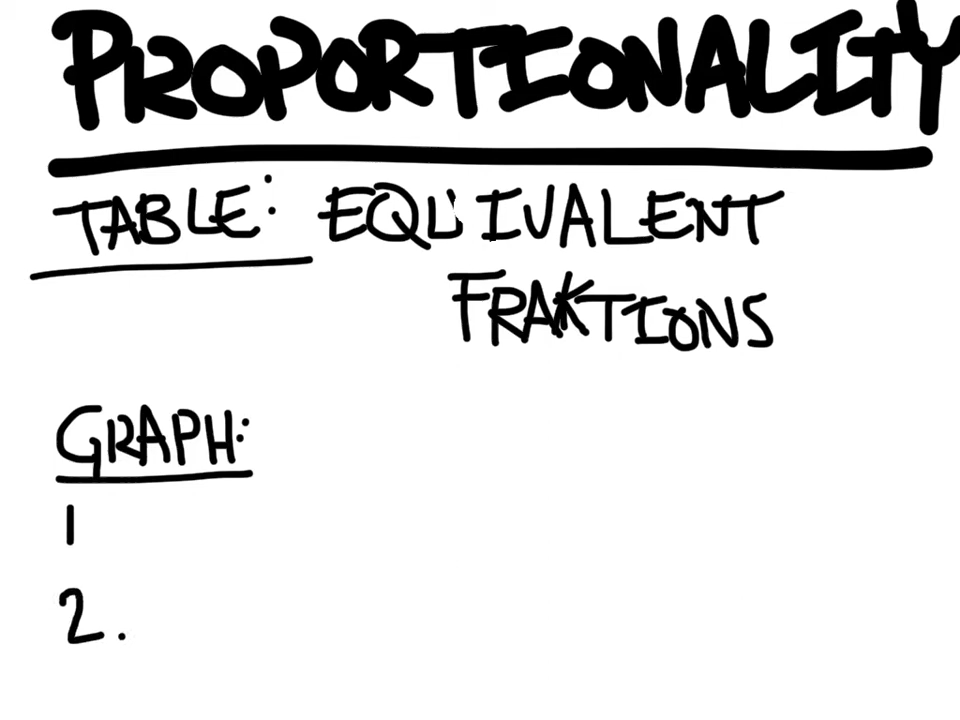 PROPORTIONALITY
TABLE: EQUIVALENT
FRAKTIONS
GRAPH:
1
2.